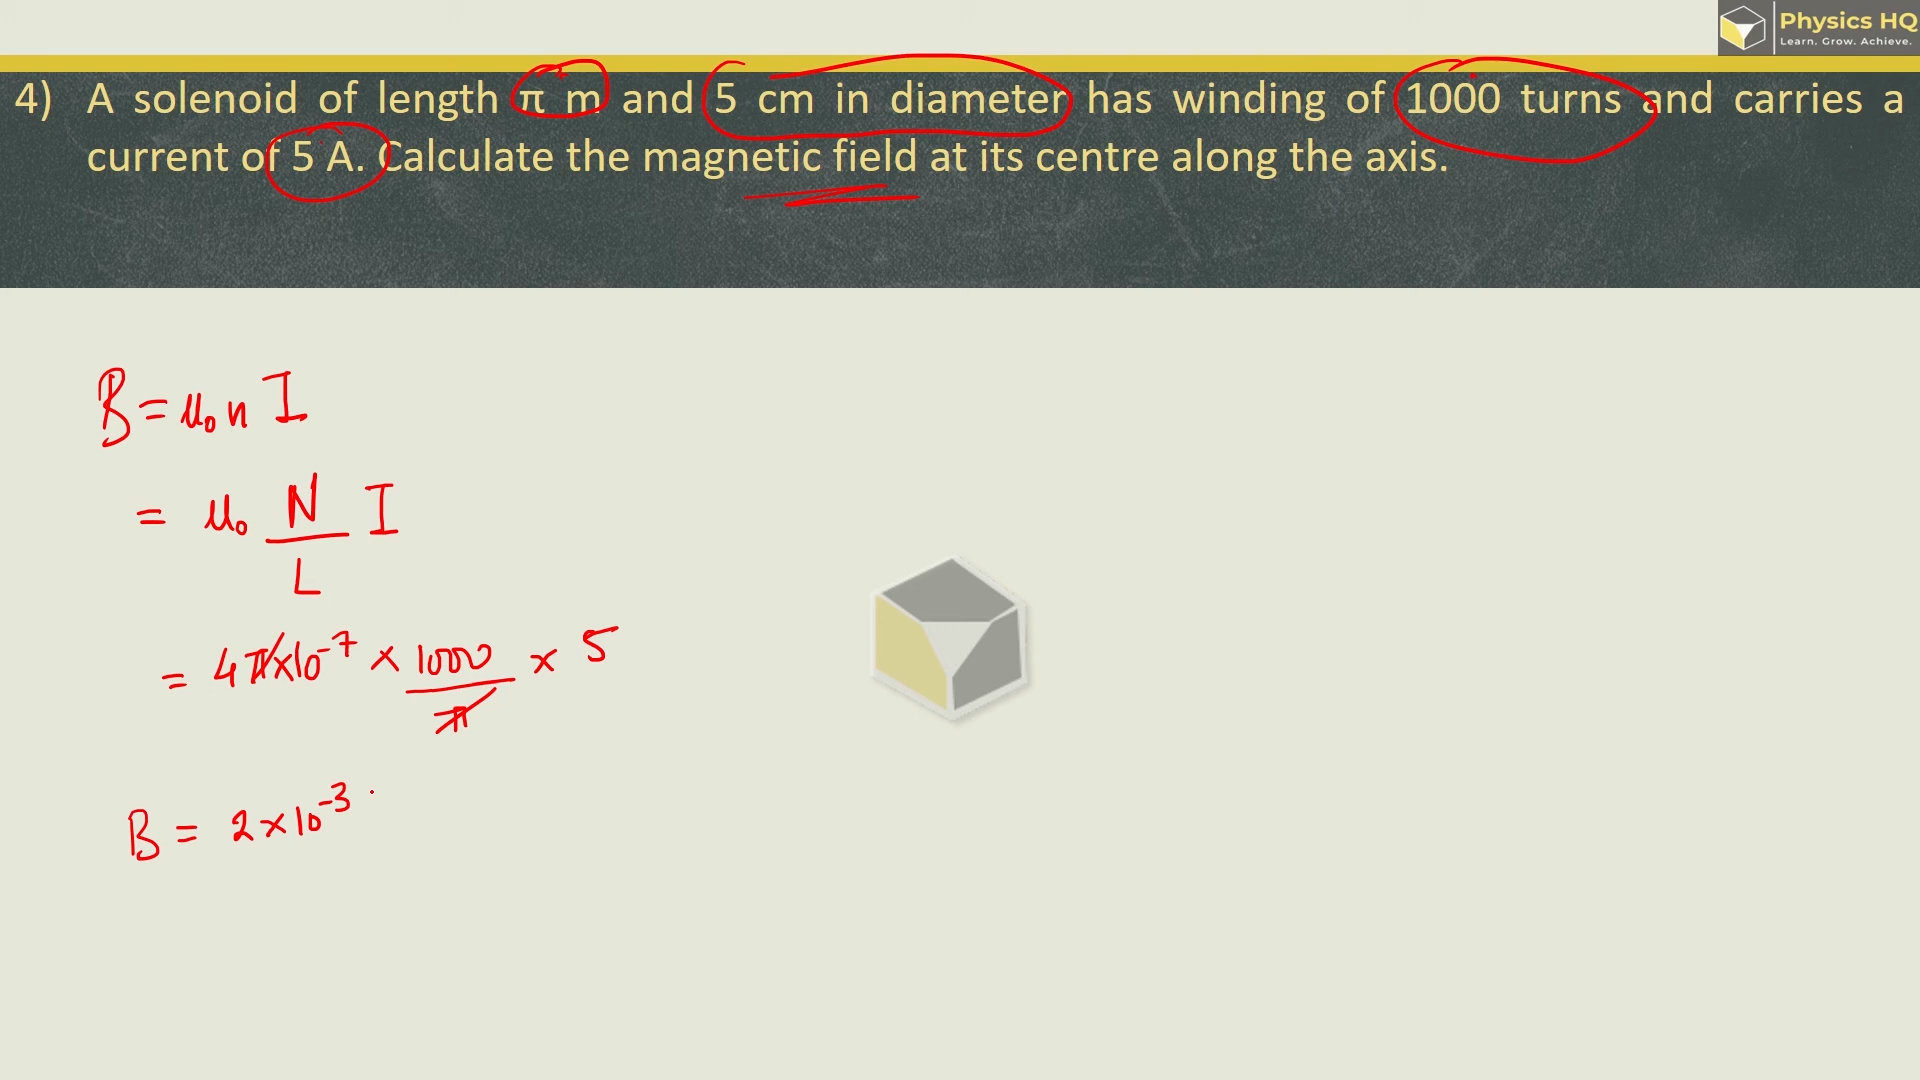 Physics HQ
Learn. Grow. Achieve.
4) A solenoid of length π m and 5 cm in diameter has winding of 1000 turns and carries a
current of 5 A. Calculate the magnetic field at its centre along the axis.
B = μ₀ n I
= μ₀ N/L I
= 4π×10⁻⁷ × 1000/π × 5
B = 2×10⁻³